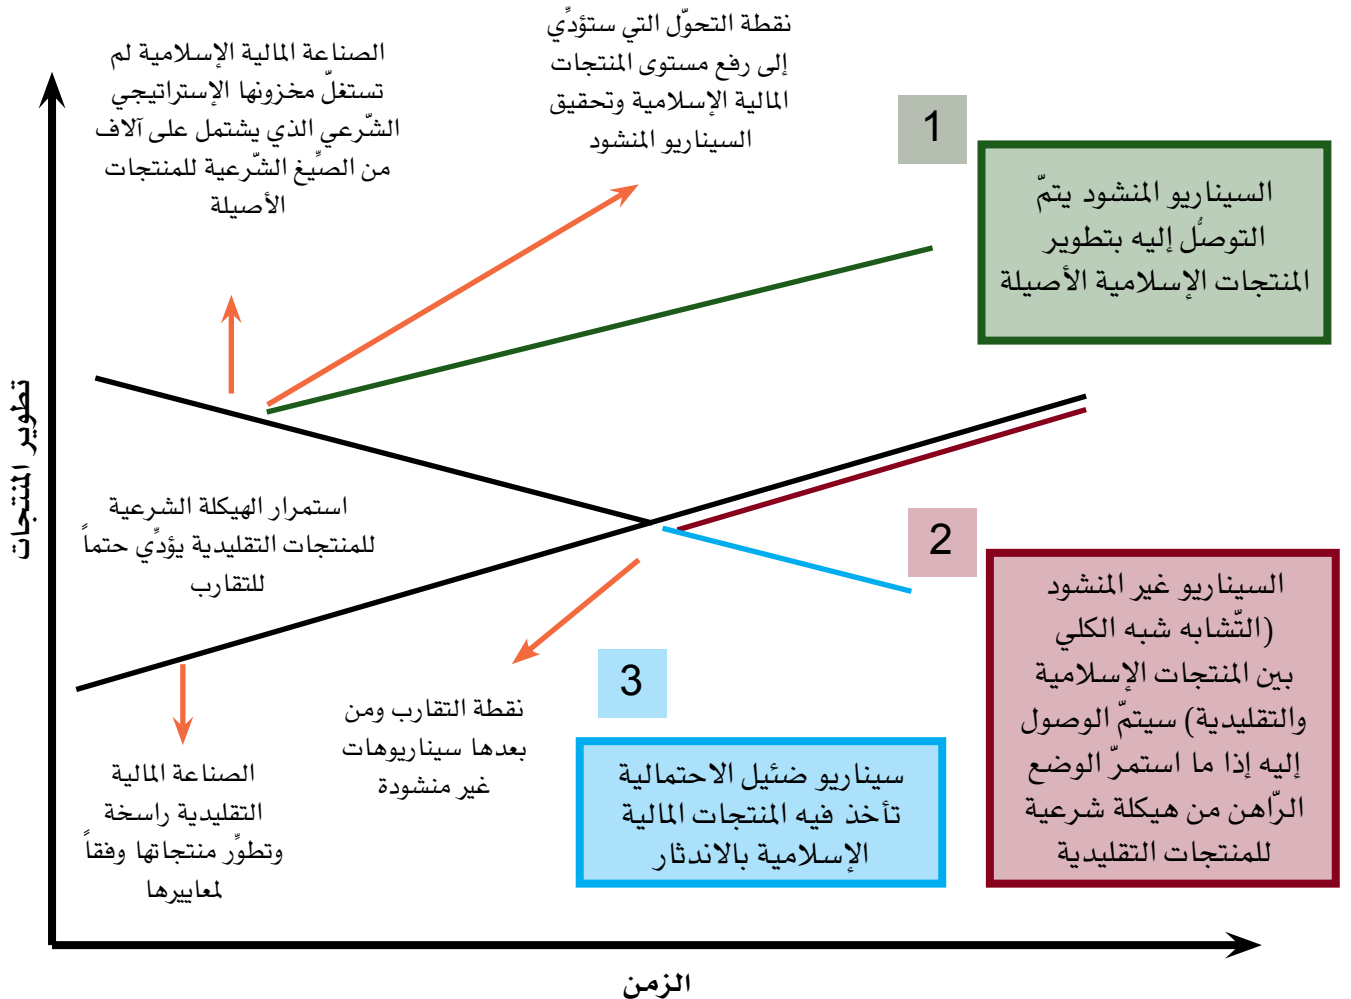 نقطة التحوّل التي ستؤدِّي
إلى رفع مستوى المنتجات
المالية الإسلامية وتحقيق
السيناريو المنشود
الصناعة المالية الإسلامية لم
تستغلّ مخزونها الإستراتيجي
الشّرعي الذي يشتمل على آلاف
من الصيِّغ الشّرعية للمنتجات
الأصيلة
1
السيناريو المنشود يتمّ
التوصلُّ إليه بتطوير
المنتجات الإسلامية الأصيلة
تطوير المنتجات
استمرار الهيكلة الشرعية
للمنتجات التقليدية يؤدِّي حتماً
للتقارب
2
السيناريو غير المنشود
(التّشابه شبه الكلي
بين المنتجات الإسلامية
والتقليدية) سيتمّ الوصول
إليه إذا ما استمرّ الوضع
الرّاهن من هيكلة شرعية
للمنتجات التقليدية
3
سيناريو ضئيل الاحتمالية
تأخذ فيه المنتجات المالية
الإسلامية بالاندثار
نقطة التقارب ومن
بعدها سيناريوهات
غير منشودة
الصناعة المالية
التقليدية راسخة
وتطوِّر منتجاتها وفقاً
لمعاييرها
الزمن